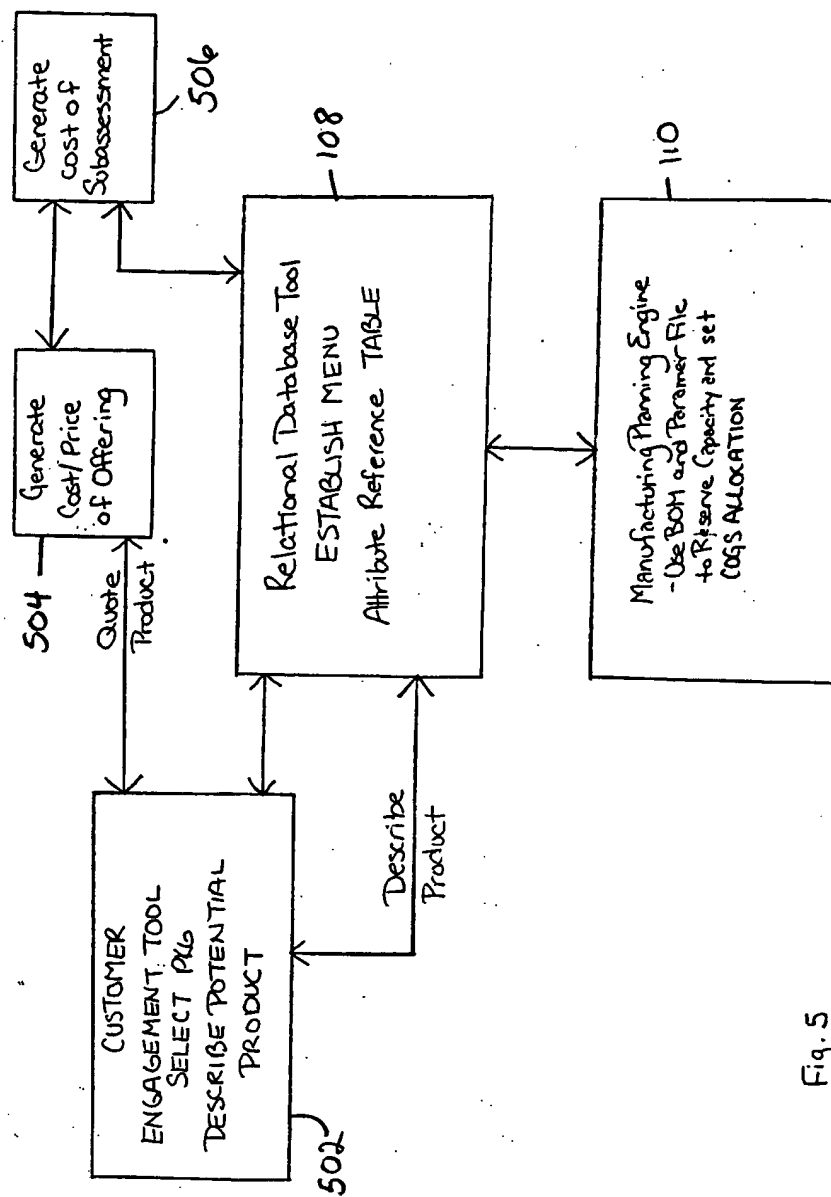 CUSTOMER
ENGAGEMENT TOOL
SELECT PKG
DESCRIBE POTENTIAL
PRODUCT
502
504
Quote
Product
Generate
Cost/Price
of Offering
Generate
cost of
Subassessment
506
Describe
Product
Relational Database Tool
ESTABLISH MENU
Attribute Reference TABLE
108
Manufacturing Planning Engine
-Use BOM and Paramer File
to Reserve Capacity and set
COGS ALLOCATION
110
Fig. 5